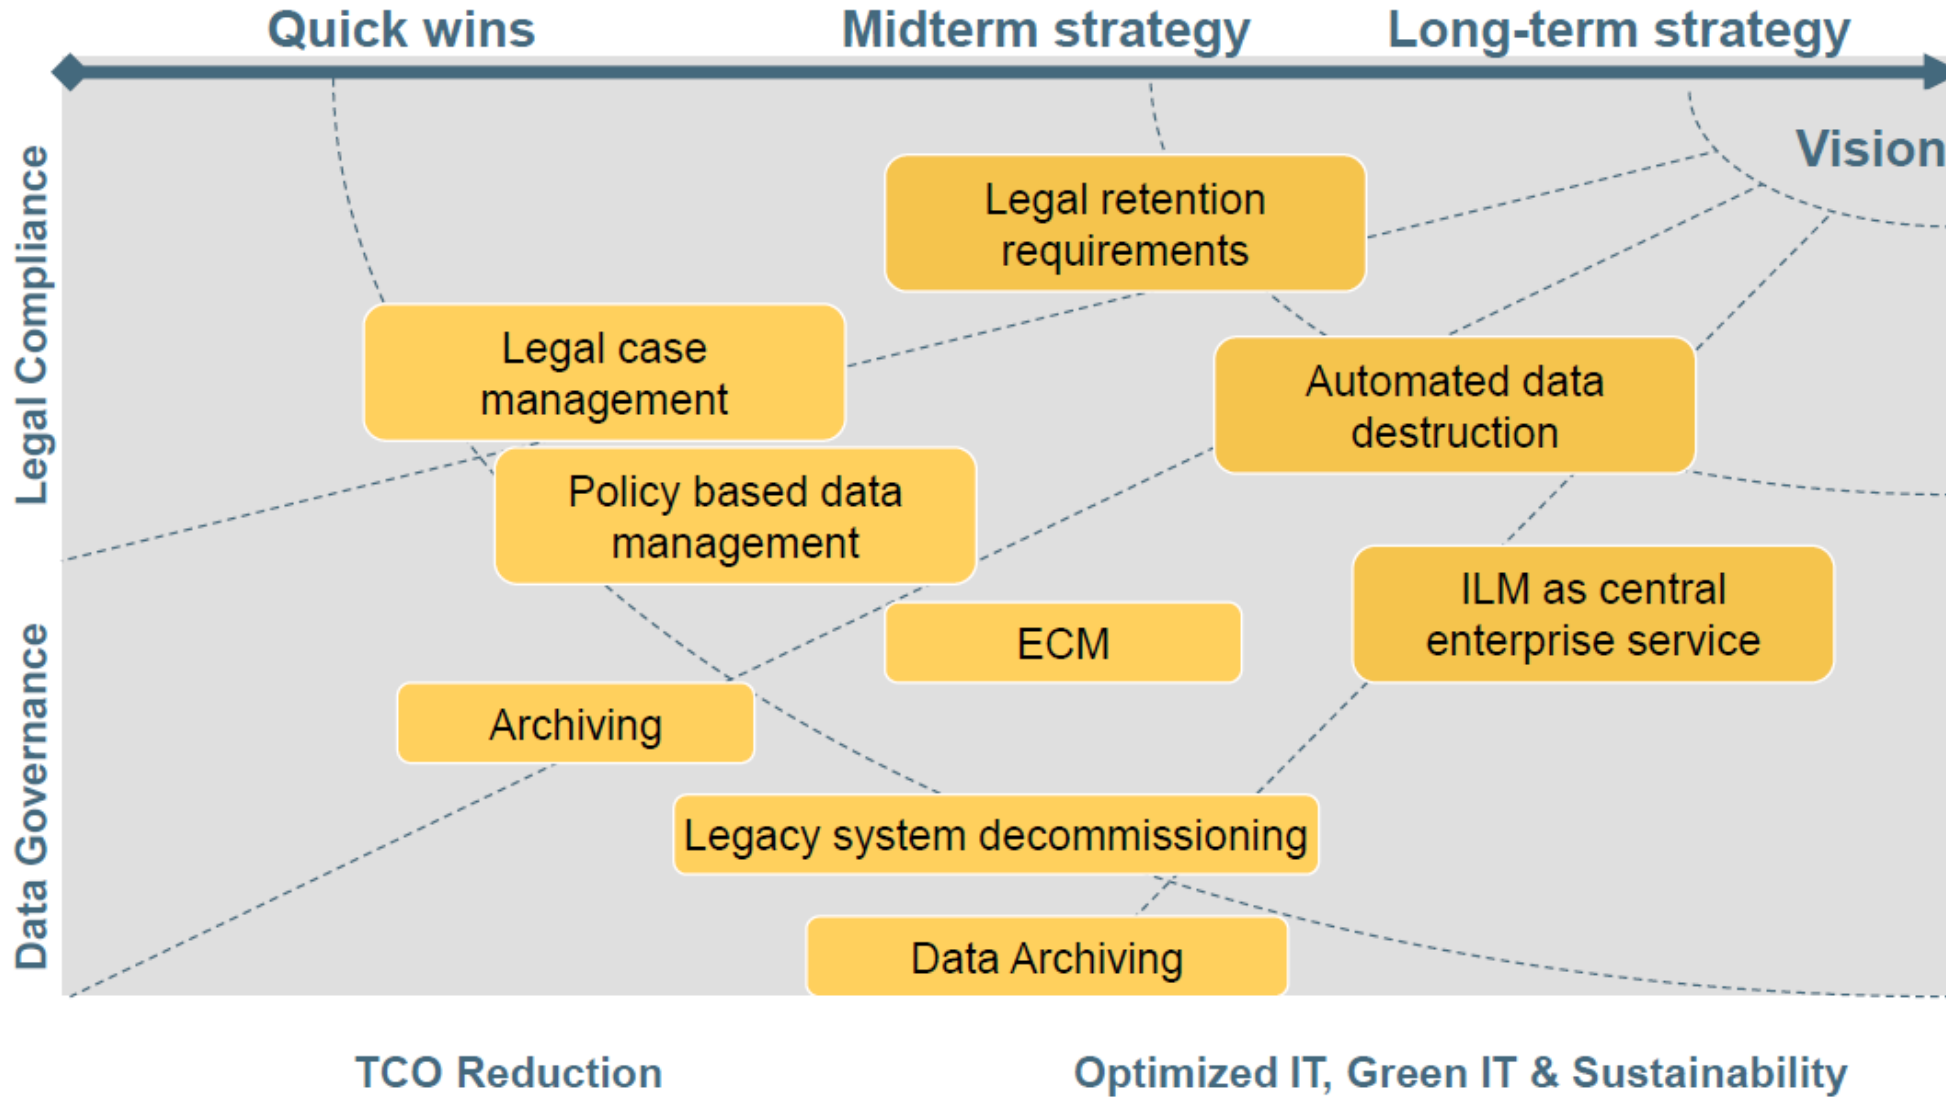 Quick wins
Midterm strategy
Long-term strategy
Vision
Legal Compliance
Legal retention
requirements
Legal case
management
Automated data
destruction
Policy based data
management
ILM as central
enterprise service
ECM
Data Governance
Archiving
Legacy system decommissioning
Data Archiving
TCO Reduction
Optimized IT, Green IT & Sustainability